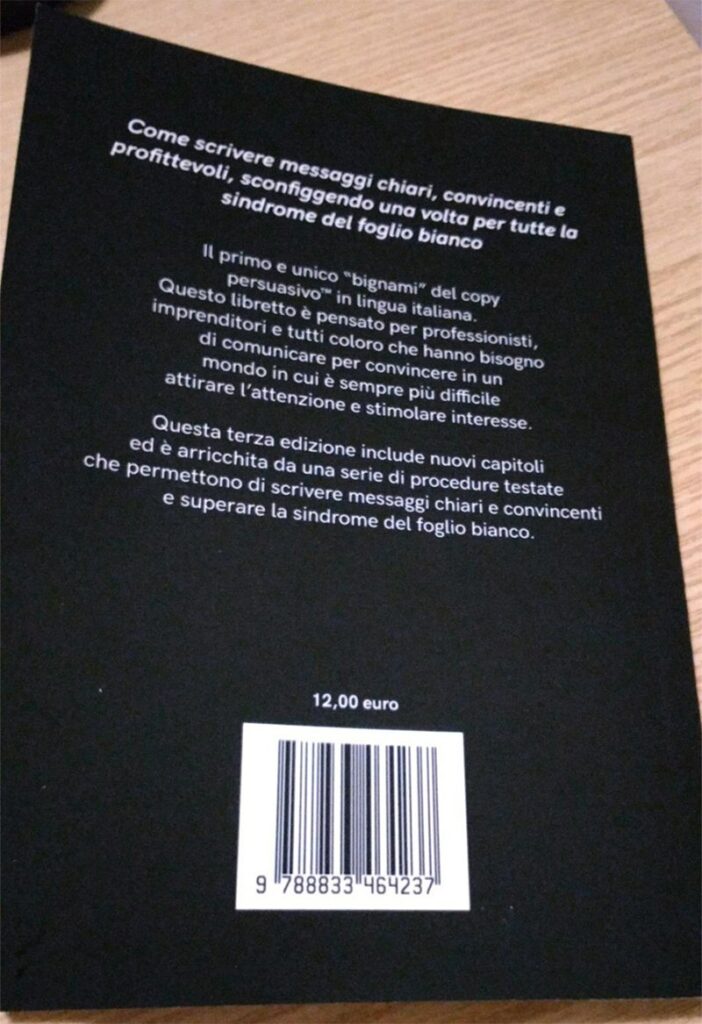 Come scrivere messaggi chiari, convincenti e
profittevoli, sconfiggendo una volta per tutte la
sindrome del foglio bianco
Il primo e unico "bignami" del copy
persuasivo™ in lingua italiana.
Questo libretto è pensato per professionisti,
imprenditori e tutti coloro che hanno bisogno
di comunicare per convincere in un
mondo in cui è sempre più difficile
attirare l'attenzione e stimolare interesse.
Questa terza edizione include nuovi capitoli
ed è arricchita da una serie di procedure testate
che permettono di scrivere messaggi chiari e convincenti
e superare la sindrome del foglio bianco.
12,00 euro
9 788833 464237